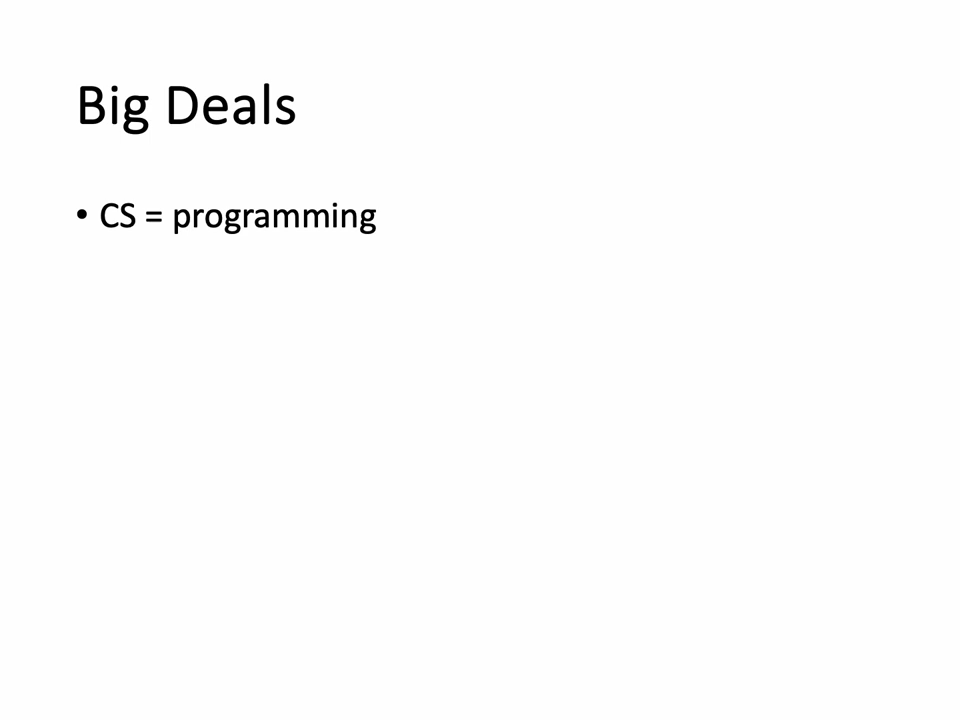 Big Deals
• CS = programming